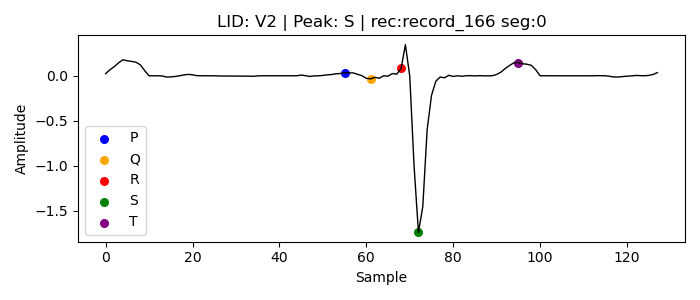 LID: V2 | Peak: S | rec:record_166 seg:0
Amplitude
0.0
−0.5
−1.0
−1.5
P
Q
R
S
T
0 20 40 60 80 100 120
Sample